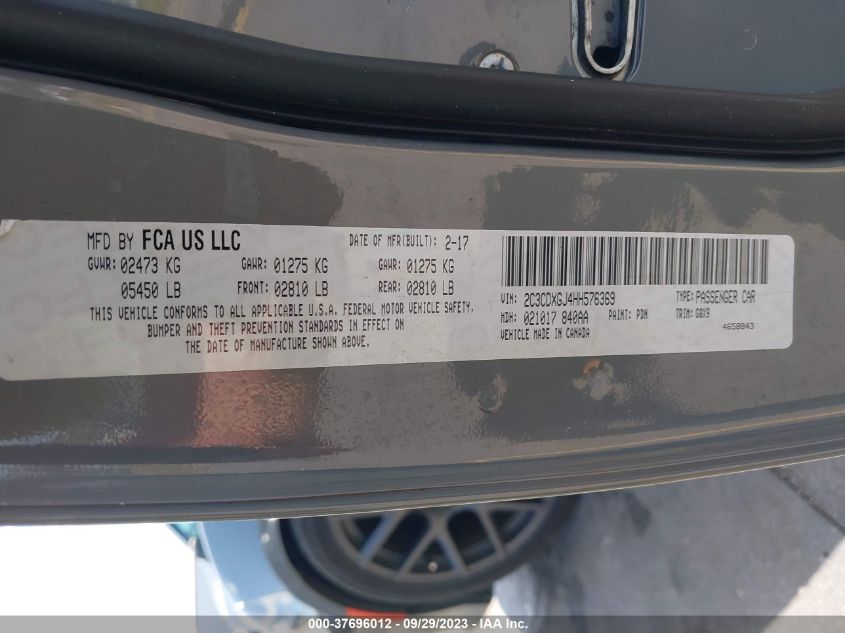 MFD BY FCA US LLC
DATE OF MFR(BUILT): 2-17
GVWR: 02473 KG GAWR: 01275 KG GAWR: 01275 KG
05450 LB FRONT: 02810 LB REAR: 02810 LB
THIS VEHICLE CONFORMS TO ALL APPLICABLE U.S.A. FEDERAL MOTOR VEHICLE SAFETY,
BUMPER AND THEFT PREVENTION STANDARDS IN EFFECT ON
THE DATE OF MANUFACTURE SHOWN ABOVE.
VIN: 2C3CDXGJ4HH576369 TYPE: PASSENGER CAR
MDH: 021017 840AA PAINT: PDN TRIM: GQX9
VEHICLE MADE IN CANADA 4658843
000-37696012 - 09/29/2023 - IAA Inc.